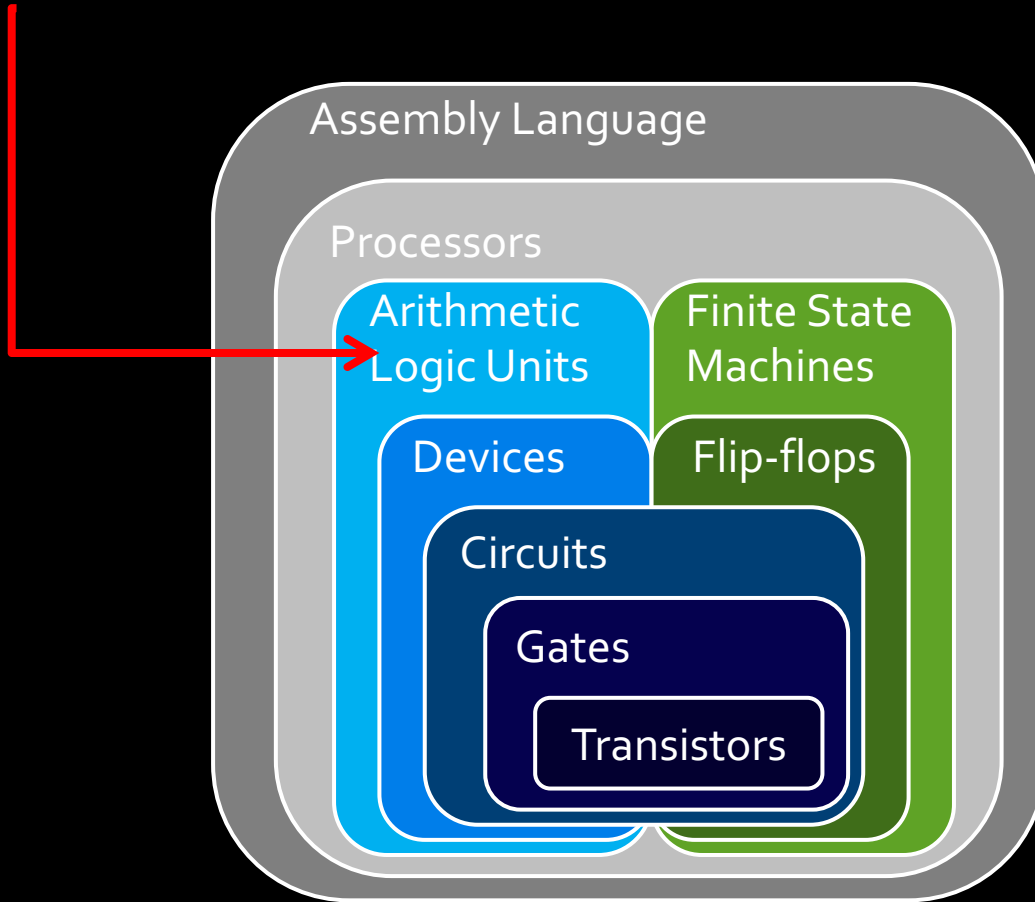 Assembly Language
Processors
Arithmetic
Logic Units
Finite State
Machines
Devices
Flip-flops
Circuits
Gates
Transistors